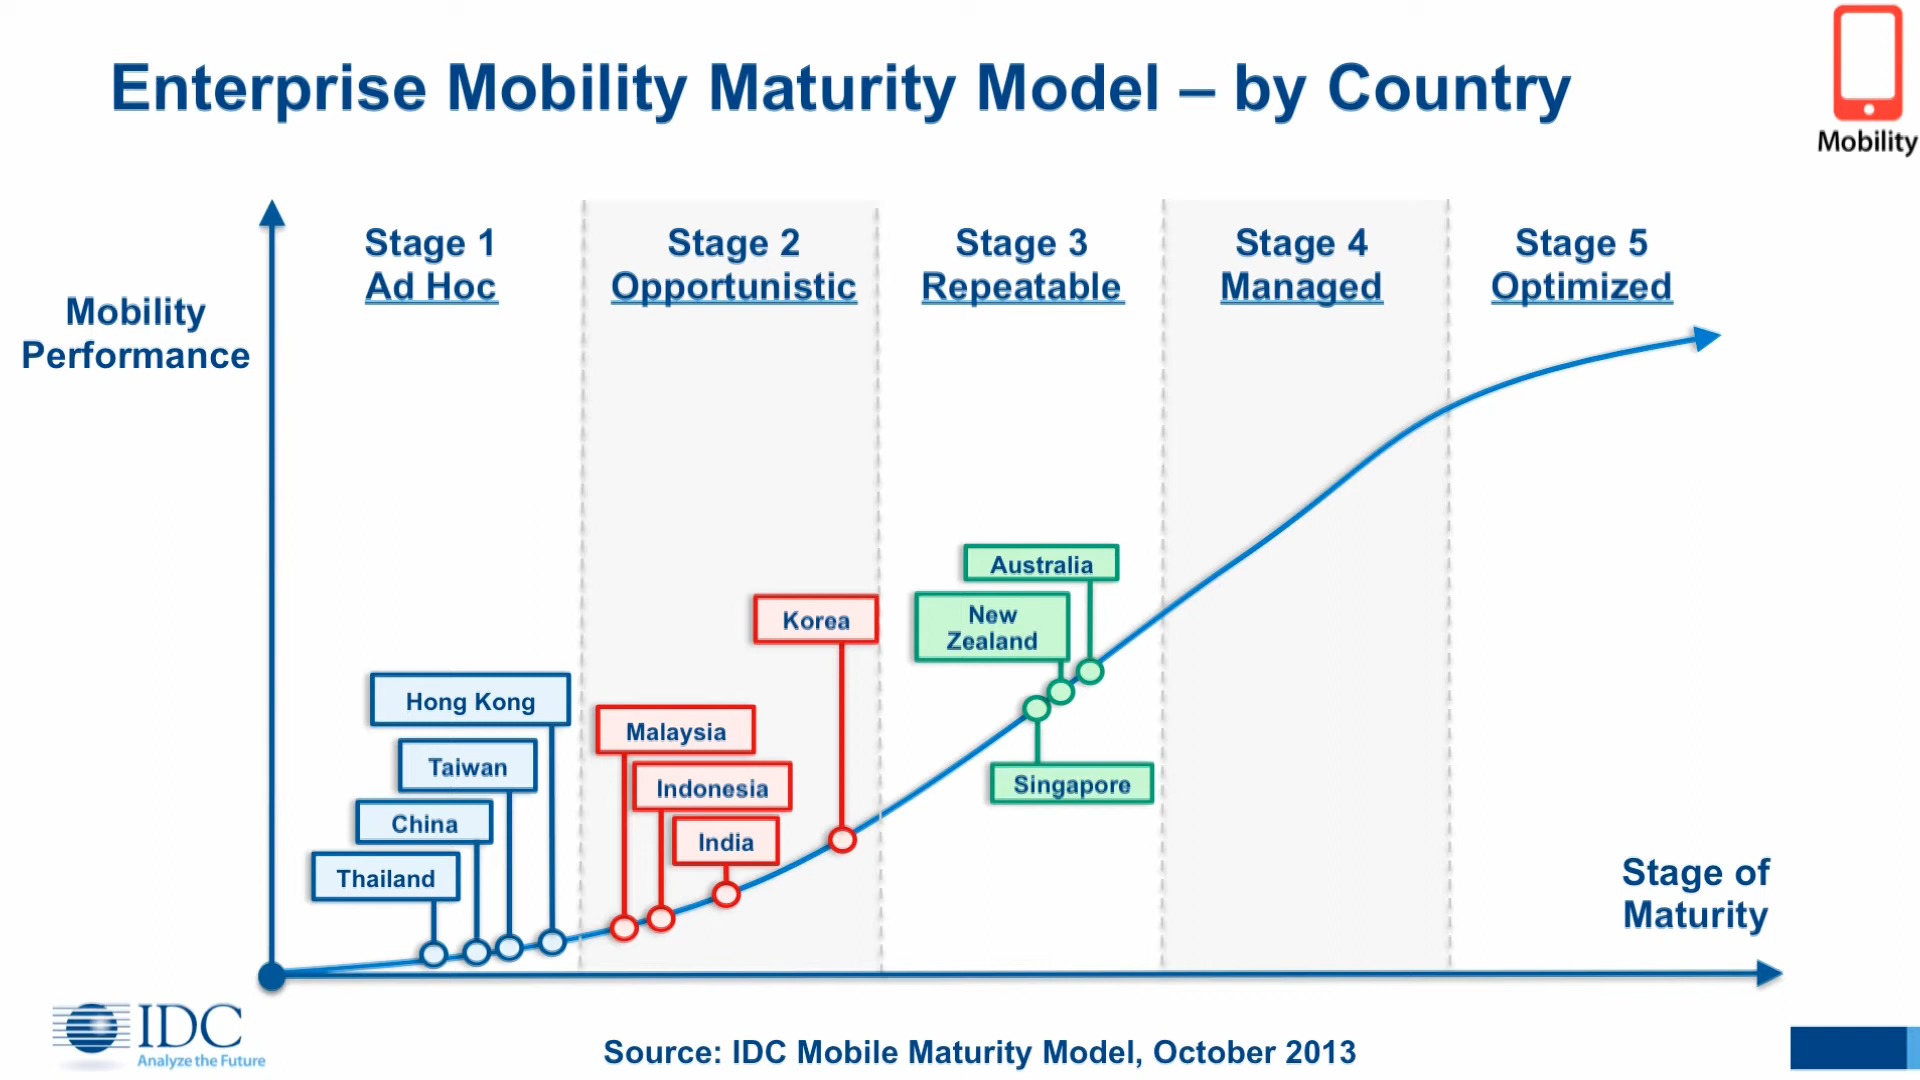 Enterprise Mobility Maturity Model – by Country
Mobility
Mobility
Performance
Stage 1
Ad Hoc
Stage 2
Opportunistic
Stage 3
Repeatable
Stage 4
Managed
Stage 5
Optimized
Australia
New
Zealand
Korea
Hong Kong
Malaysia
Taiwan
Indonesia
Singapore
China
India
Thailand
Stage of
Maturity
IDC
Analyze the Future
Source: IDC Mobile Maturity Model, October 2013